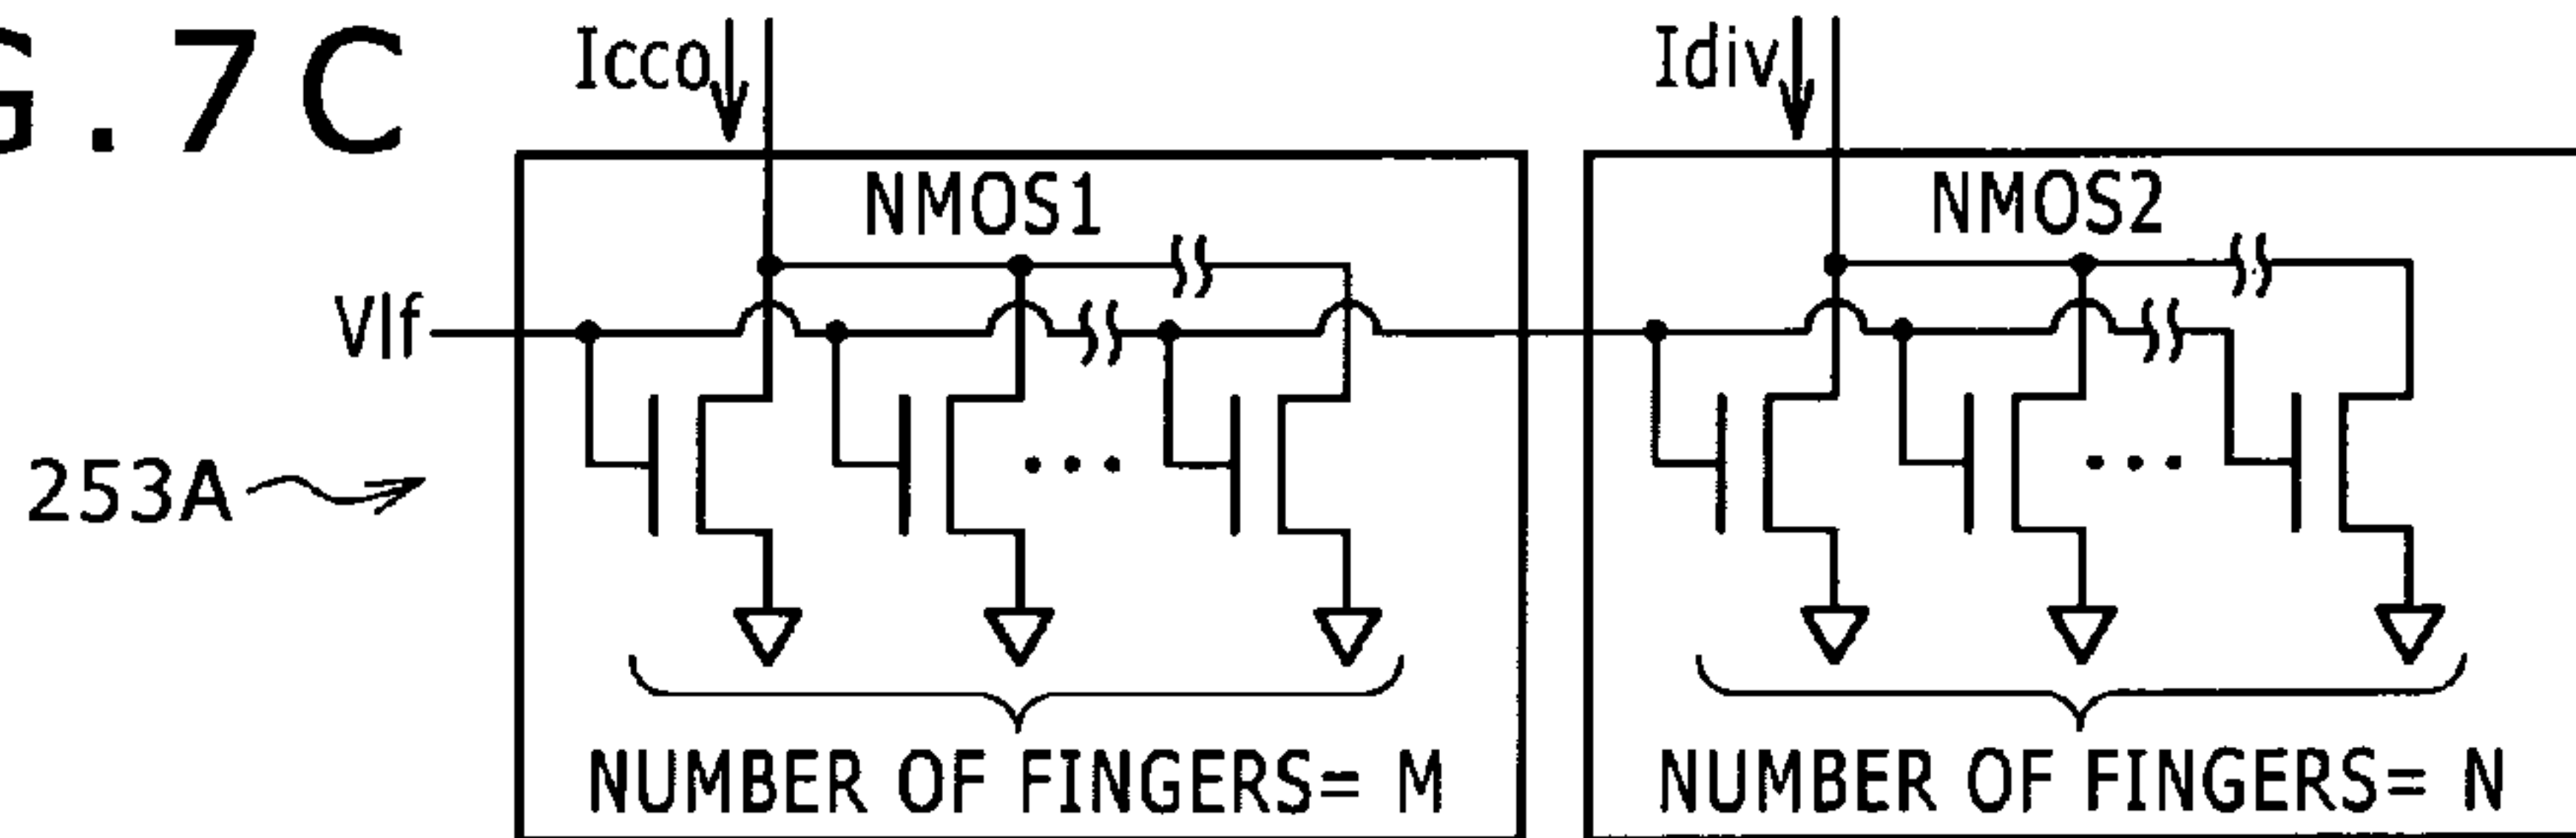 G.7C
Icco
Idiv
NMOS1
NMOS2
Vlf
253A
NUMBER OF FINGERS= M
NUMBER OF FINGERS= N